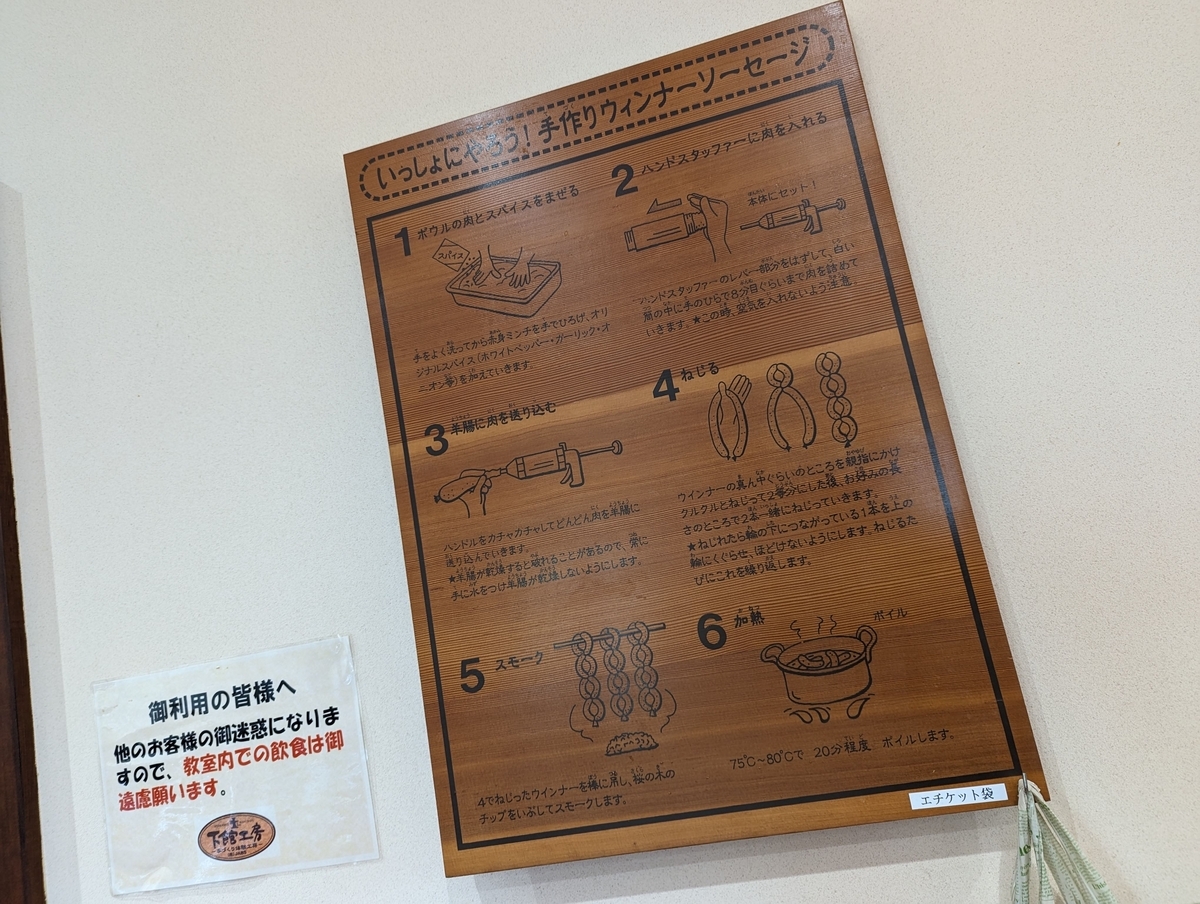 いっしょにやろう！手作りウィンナーソーセージ
1 ボウルの肉とスパイスをまぜる
スパイス
手をよく洗ってから赤身ミンチを手でひろげ、オリ
ジナルスパイス（ホワイトペッパー・ガーリック・オ
ニオン等）を加えていきます。
2 ハンドスタッファーに肉を入れる
本体にセット！
ハンドスタッファーのレバー部分をはずして、白い
筒の中に手のひらで8分目ぐらいまで肉を詰めて
いきます。★この時、空気を入れないよう注意。
3 羊腸に肉を送り込む
ハンドルをカチャカチャしてどんどん肉を羊腸に
送り込んでいきます。
★羊腸が乾燥すると破れることがあるので、常に
手に水をつけ羊腸が乾燥しないようにします。
4 ねじる
ウインナーの真ん中ぐらいのところを親指にかけ
クルクルとねじって2等分にした後、お好みの長
さのところで2本一緒にねじっていきます。
★ねじれたら輪の下につながっている1本を上の
輪にくぐらせ、ほどけないようにします。ねじるた
びにこれを繰り返します。
5 スモーク
4でねじったウインナーを棒に吊し、桜の木の
チップをいぶしてスモークします。
6 加熱
ボイル
75℃～80℃で 20分程度 ボイルします。
エチケット袋
御利用の皆様へ
他のお客様の御迷惑になりま
すので、教室内での飲食は御
遠慮願います。
下館工房